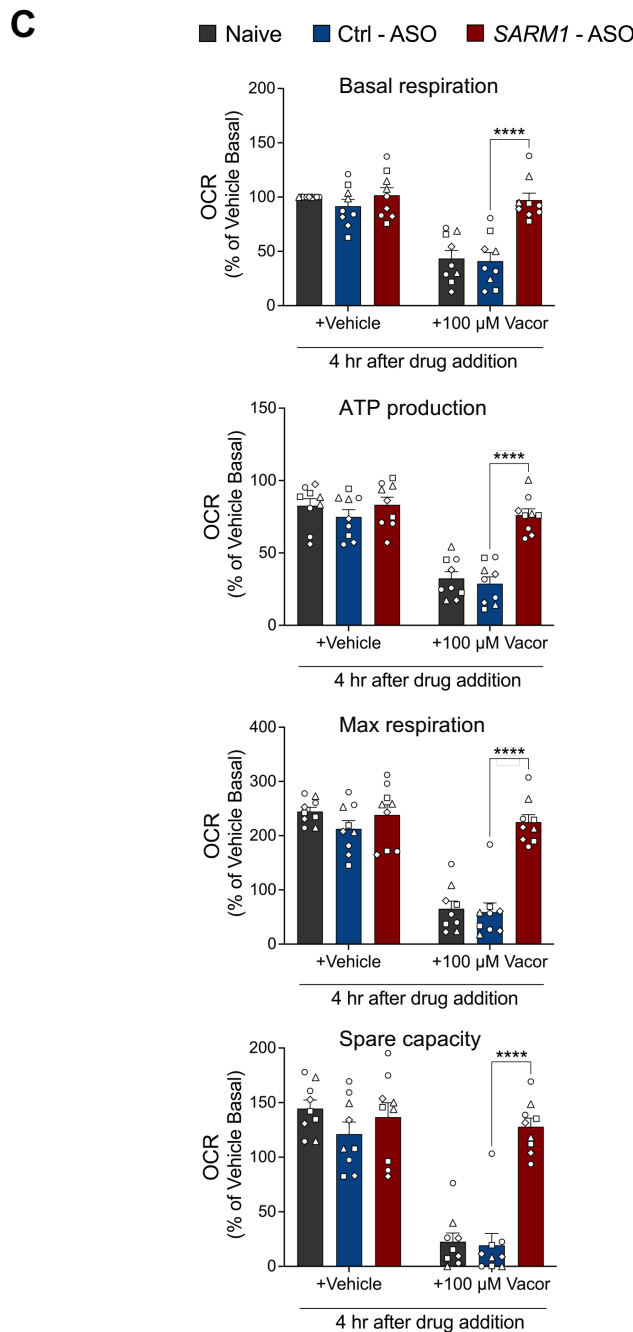 C
Naive Ctrl - ASO SARM1 - ASO
Basal respiration
****
200
150
100
50
0
OCR
(% of Vehicle Basal)
+Vehicle +100 µM Vacor
4 hr after drug addition
ATP production
****
150
100
50
0
OCR
(% of Vehicle Basal)
+Vehicle +100 µM Vacor
4 hr after drug addition
Max respiration
****
400
300
200
100
0
OCR
(% of Vehicle Basal)
+Vehicle +100 µM Vacor
4 hr after drug addition
Spare capacity
****
200
150
100
50
0
OCR
(% of Vehicle Basal)
+Vehicle +100 µM Vacor
4 hr after drug addition